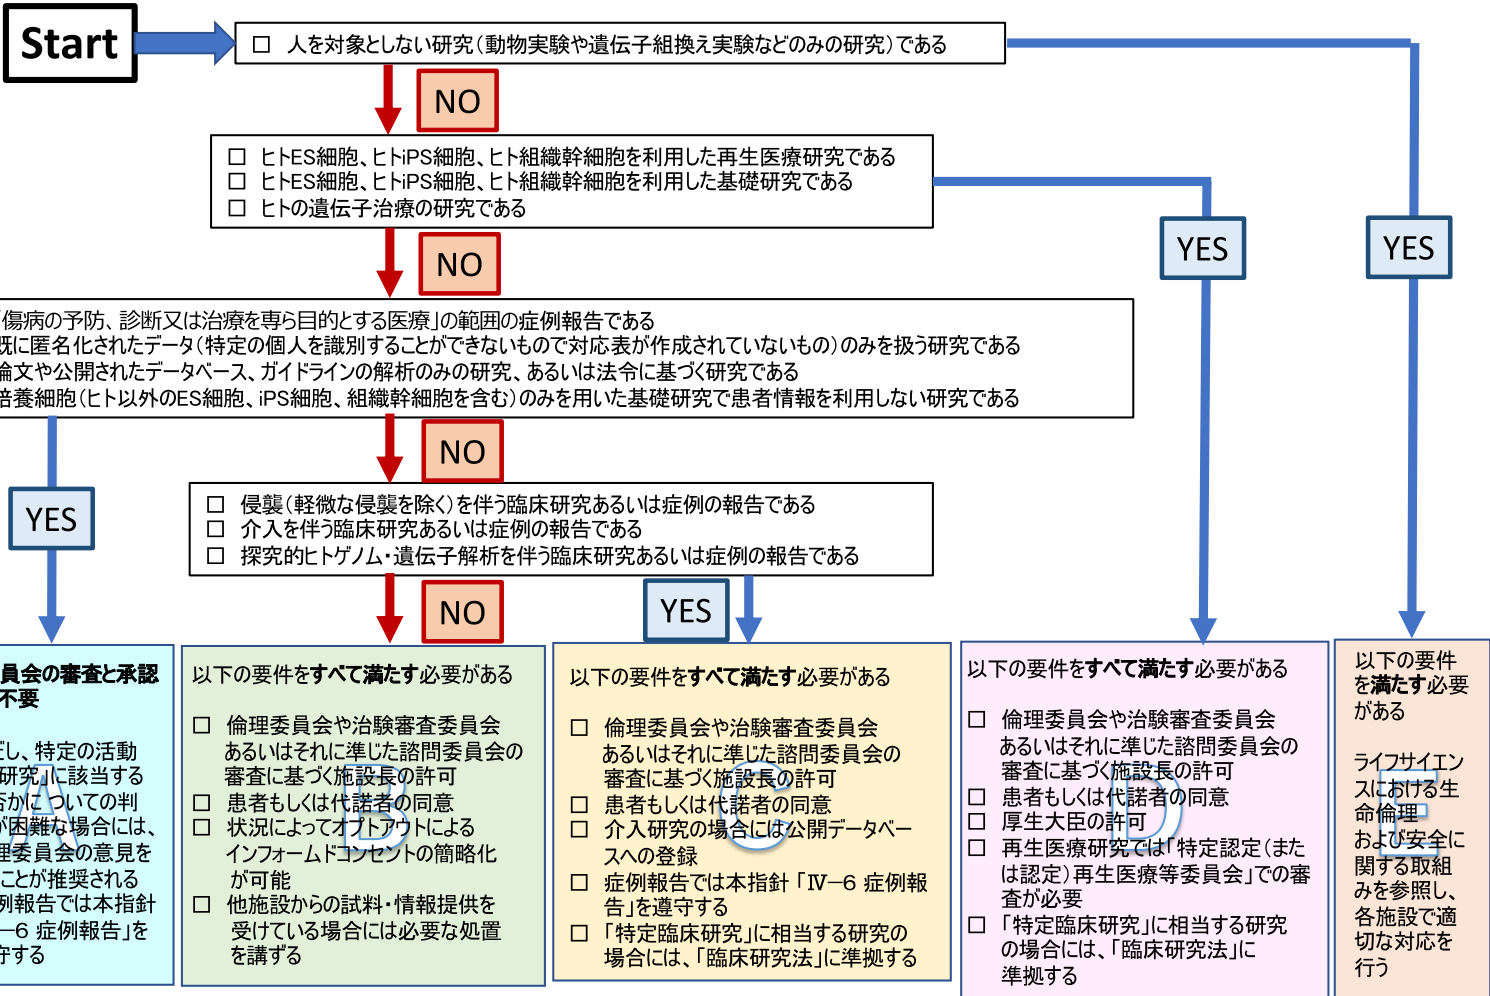 Start
□ 人を対象としない研究（動物実験や遺伝子組換え実験などのみの研究）である
NO
□ ヒトES細胞、ヒトiPS細胞、ヒト組織幹細胞を利用した再生医療研究である
□ ヒトES細胞、ヒトiPS細胞、ヒト組織幹細胞を利用した基礎研究である
□ ヒトの遺伝子治療の研究である
YES
YES
NO
「傷病の予防、診断又は治療を専ら目的とする医療」の範囲の症例報告である
既に匿名化されたデータ（特定の個人を識別することができないもので対応表が作成されていないもの）のみを扱う研究である
論文や公開されたデータベース、ガイドラインの解析のみの研究、あるいは法令に基づく研究である
培養細胞（ヒト以外のES細胞、iPS細胞、組織幹細胞を含む）のみを用いた基礎研究で患者情報を利用しない研究である
NO
YES
□ 侵襲（軽微な侵襲を除く）を伴う臨床研究あるいは症例の報告である
□ 介入を伴う臨床研究あるいは症例の報告である
□ 探究的ヒトゲノム・遺伝子解析を伴う臨床研究あるいは症例の報告である
NO
YES
員会の審査と承認
不要
し、特定の活動
研究」に該当する
否かに ついての判
が困難な場合には、
理委員会の意見を
ことが推奨される
例報告では本指針
－6 症例報告」を
守する
A
以下の要件をすべて満たす必要がある
□ 倫理委員会や治験審査委員会
あるいはそれに準じた諮問委員会の
審査に基づく施設長の許可
□ 患者もしくは代諾者の同意
□ 状況によってオプトアウトによる
インフォームドコンセントの簡略化
が可能
□ 他施設からの試料・情報提供を
受けている場合には必要な処置
を講ずる
B
以下の要件をすべて満たす必要がある
□ 倫理委員会や治験審査委員会
あるいはそれに準じた諮問委員会の
審査に基づく施設長の許可
□ 患者もしくは代諾者の同意
□ 介入研究の場合には公開データベー
スへの登録
□ 症例報告では本指針「Ⅳ－6 症例報
告」を遵守する
□ 「特定臨床研究」に相当する研究の
場合には、「臨床研究法」に準拠する
C
以下の要件をすべて満たす必要がある
□ 倫理委員会や治験審査委員会
あるいはそれに準じた諮問委員会の
審査に基づく施設長の許可
□ 患者もしくは代諾者の同意
□ 厚生大臣の許可
□ 再生医療研究では「特定認定（また
は認定）再生医療等委員会」での審
査が必要
□ 「特定臨床研究」に相当する研究
の場合には、「臨床研究法」に
準拠する
D
以下の要件
を満たす必要
がある
ライフサイエン
スにおける生
命倫理
および安全に
関する取組
みを参照し、
各施設で適
切な対応を
行う
E